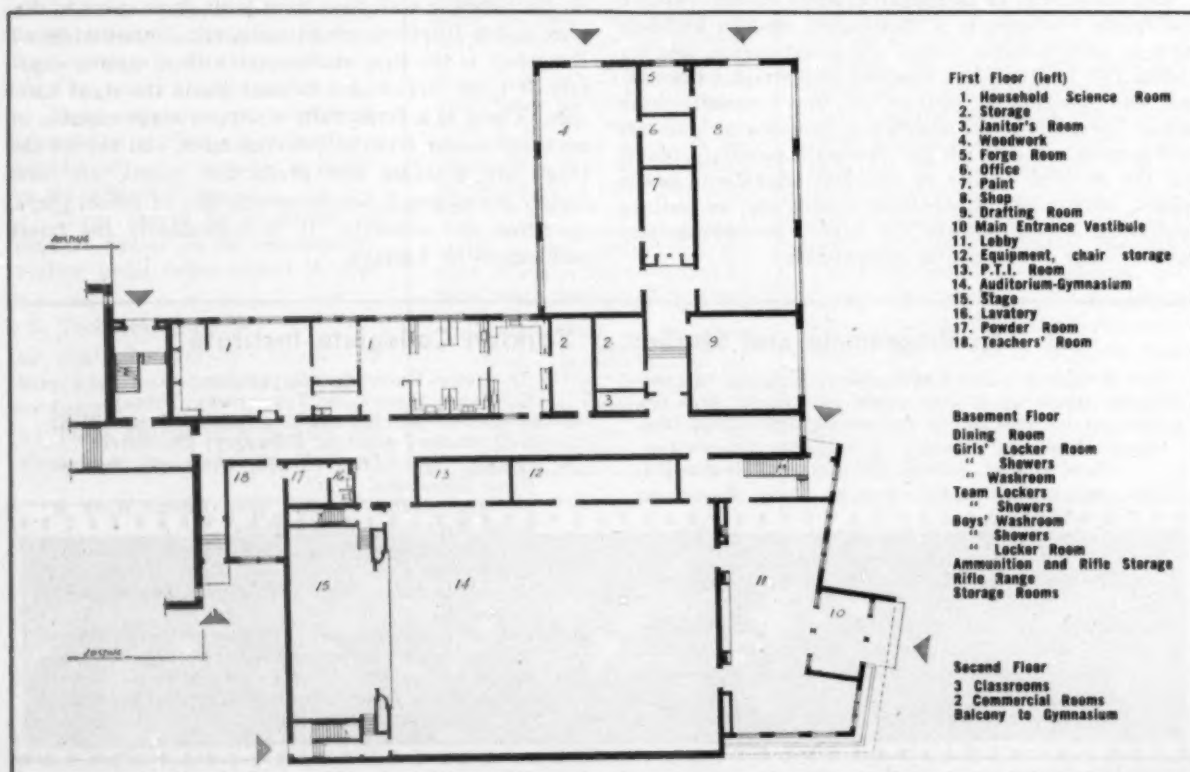 First Floor (left)
1. Household Science Room
2. Storage
3. Janitor's Room
4. Woodwork
5. Forge Room
6. Office
7. Paint
8. Shop
9. Drafting Room
10 Main Entrance Vestibule
11. Lobby
12. Equipment, chair storage
13. P.T.I. Room
14. Auditorium-Gymnasium
15. Stage
16. Lavatory
17. Powder Room
18. Teachers' Room
Basement Floor
Dining Room
Girls' Locker Room
" Showers
" Washroom
Team Lockers
" Showers
Boys' Washroom
" Showers
" Locker Room
Ammunition and Rifle Storage
Rifle Range
Storage Rooms
Second Floor
3 Classrooms
2 Commercial Rooms
Balcony to Gymnasium
5
4
6
8
7
2
2
9
3
18
17
16
13
12
15
14
11
10